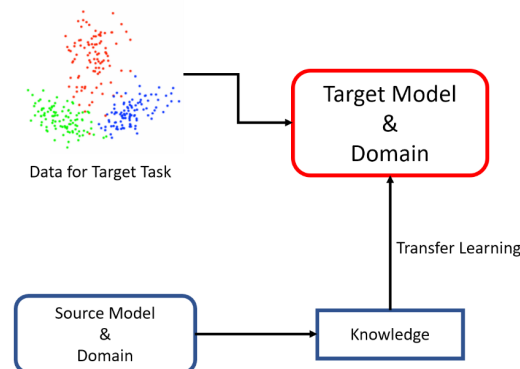 Target Model
&
Domain
Data for Target Task
Transfer Learning
Source Model
&
Domain
Knowledge